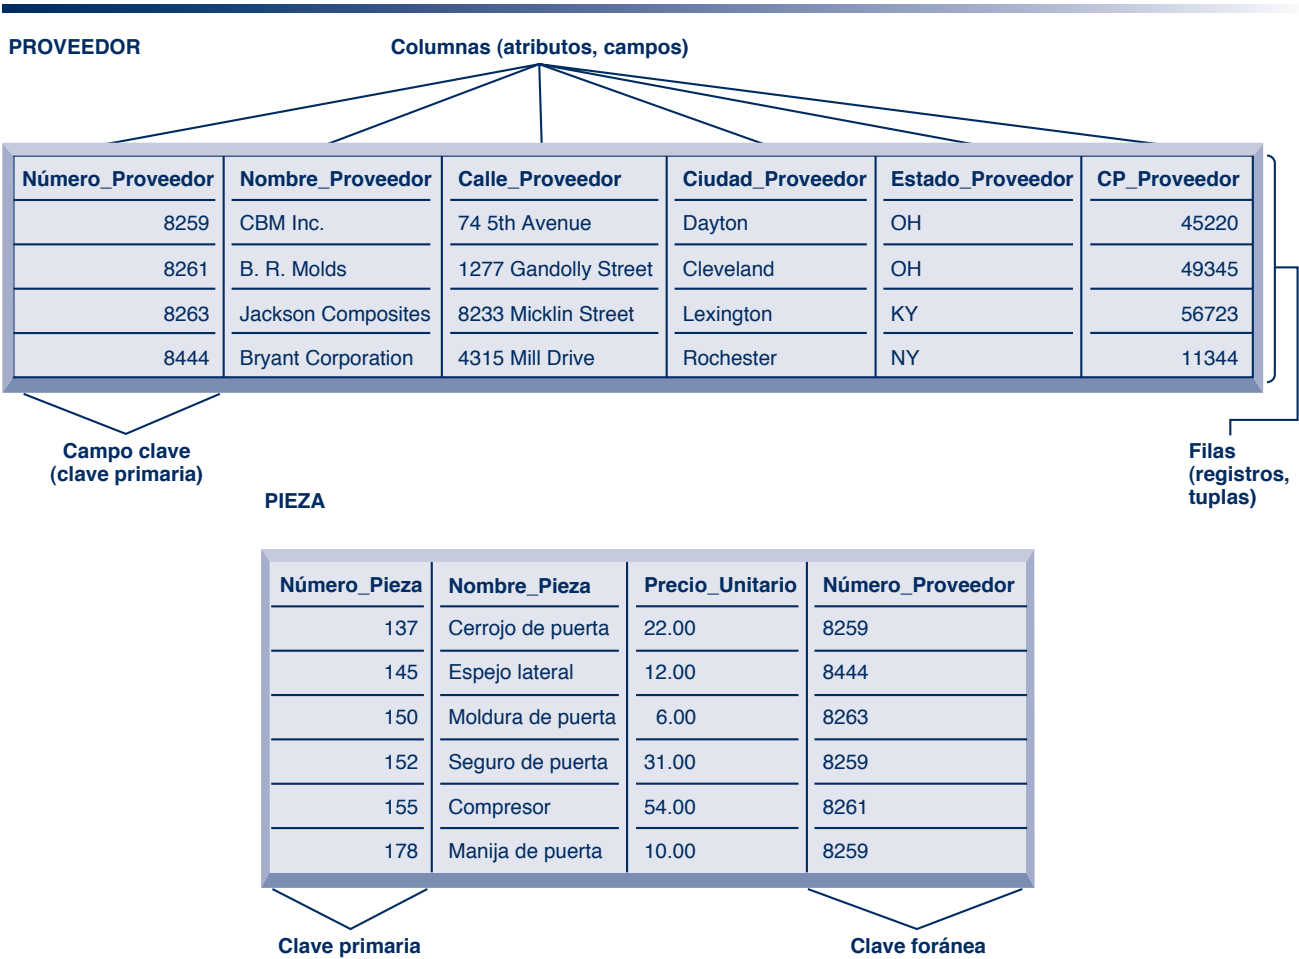 PROVEEDOR
Columnas (atributos, campos)
Número_Proveedor Nombre_Proveedor Calle_Proveedor Ciudad_Proveedor Estado_Proveedor CP_Proveedor
8259 CBM Inc. 74 5th Avenue Dayton OH 45220
8261 B. R. Molds 1277 Gandolly Street Cleveland OH 49345
8263 Jackson Composites 8233 Micklin Street Lexington KY 56723
8444 Bryant Corporation 4315 Mill Drive Rochester NY 11344
Campo clave
(clave primaria)
Filas
(registros,
tuplas)
PIEZA
Número_Pieza Nombre_Pieza Precio_Unitario Número_Proveedor
137 Cerrojo de puerta 22.00 8259
145 Espejo lateral 12.00 8444
150 Moldura de puerta 6.00 8263
152 Seguro de puerta 31.00 8259
155 Compresor 54.00 8261
178 Manija de puerta 10.00 8259
Clave primaria
Clave foránea